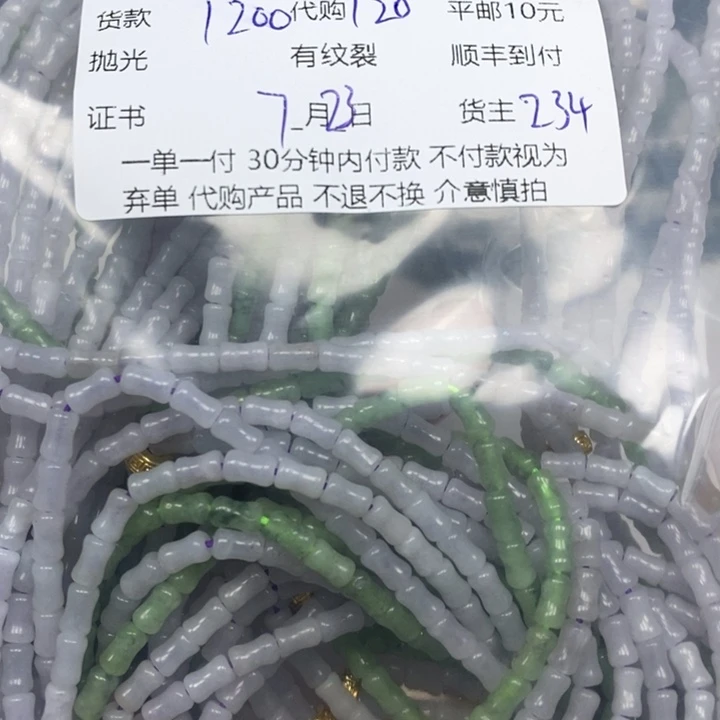 货款 1200 代购 120 平邮10元
抛光 有纹裂 顺丰到付
证书 7月23日 货主 234
一单一付 30分钟内付款 不付款视为
弃单 代购产品 不退不换 介意慎拍